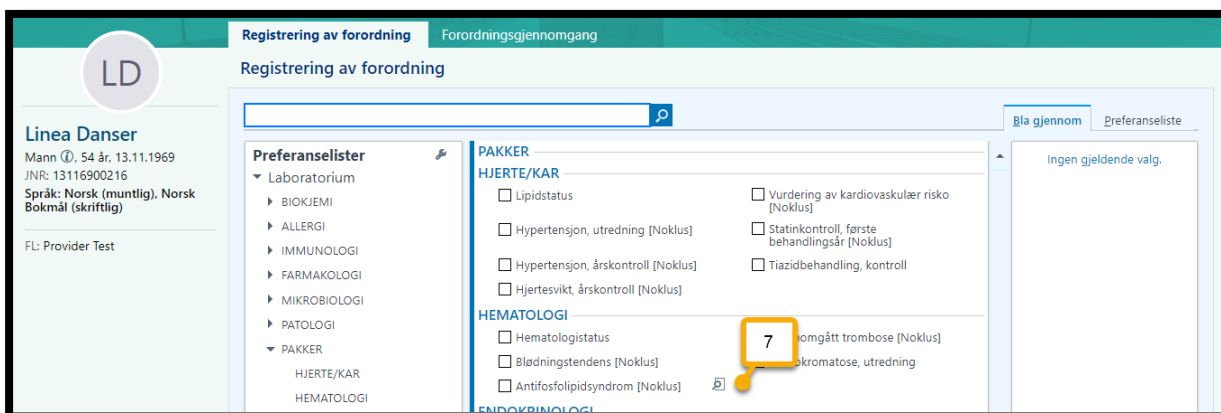 Registrering av forordning
Forordningsgjennomgang
LD
Registrering av forordning
Linea Danser
Mann i, 54 år, 13.11.1969
JNR: 13116900216
Språk: Norsk (muntlig), Norsk
Bokmål (skriftlig)
FL: Provider Test
Bla gjennom
Preferanseliste
Preferanselister
Laboratorium
BIOKJEMI
ALLERGI
IMMUNOLOGI
FARMAKOLOGI
MIKROBIOLOGI
PATOLOGI
PAKKER
HJERTE/KAR
HEMATOLOGI
PAKKER
HJERTE/KAR
Lipidstatus
Vurdering av kardiovaskulær risko
[Noklus]
Hypertensjon, utredning [Noklus]
Statinkontroll, første
behandlingsår [Noklus]
Hypertensjon, årskontroll [Noklus]
Tiazidbehandling, kontroll
Hjertesvikt, årskontroll [Noklus]
HEMATOLOGI
Hematologistatus
trombose [Noklus]
Blødningstendens [Noklus]
utredning
Antifosfolipidsyndrom [Noklus]
7
ENDOKRINOLOGI
Ingen gjeldende valg.